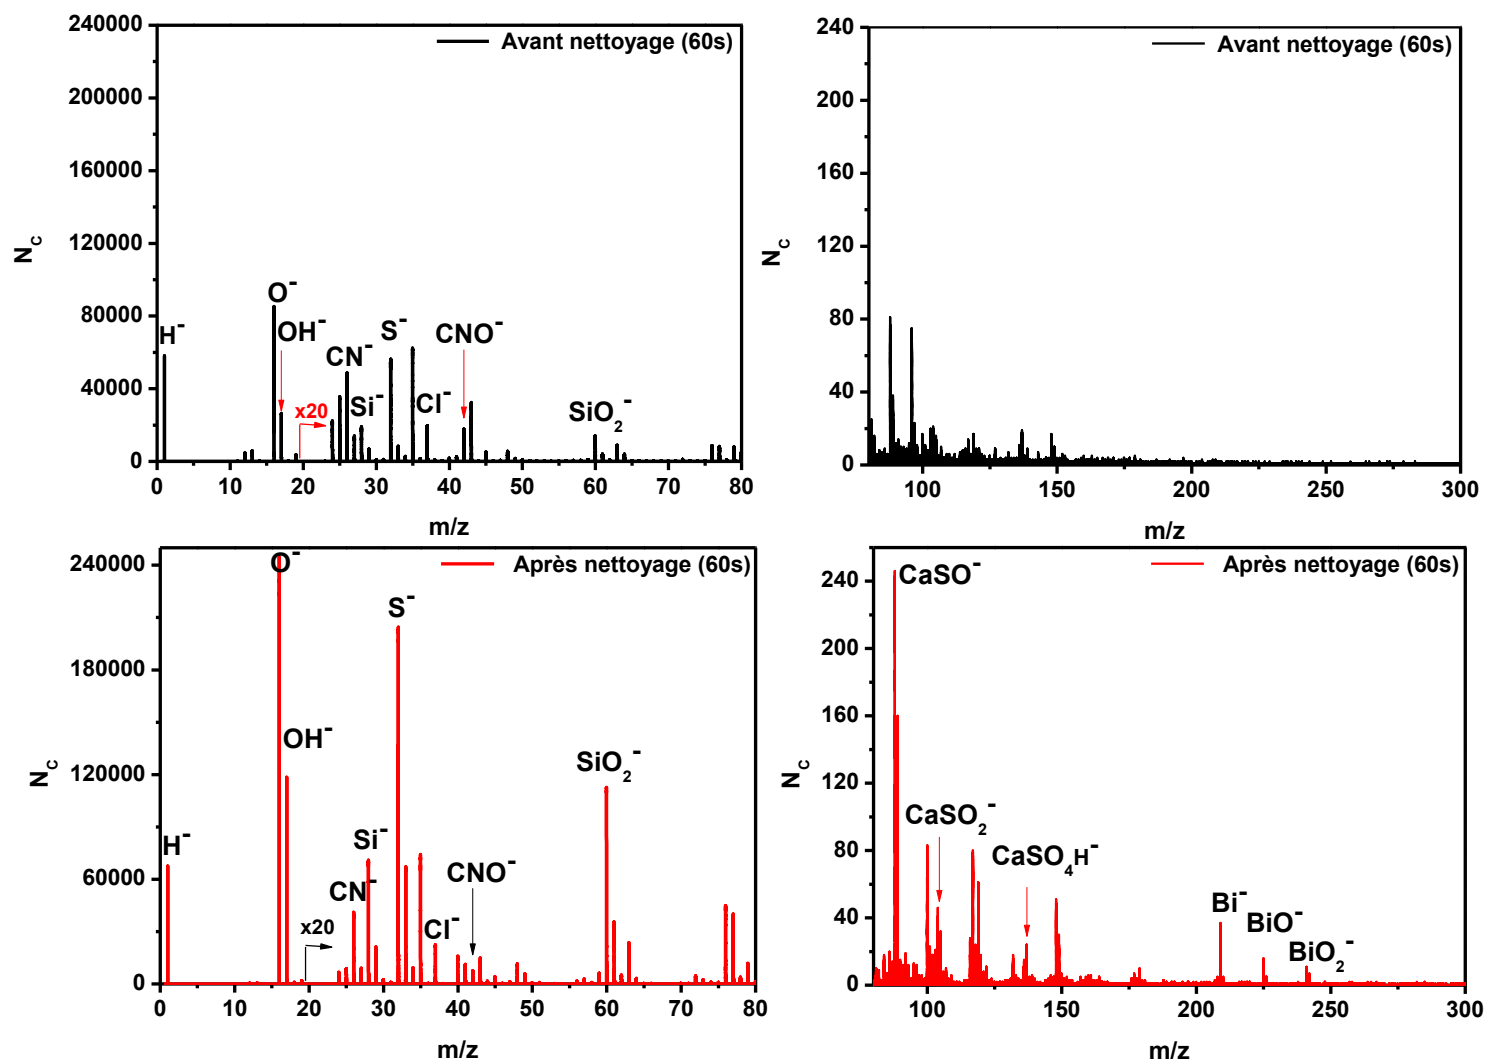 Avant nettoyage (60s)
240000
200000
160000
120000
80000
40000
0
N_C
H⁻
O⁻
OH⁻
x20
CN⁻
Si⁻
S⁻
Cl⁻
CNO⁻
SiO₂⁻
0 10 20 30 40 50 60 70 80
m/z
Avant nettoyage (60s)
240
200
160
120
80
40
0
N_C
100 150 200 250 300
m/z
Après nettoyage (60s)
240000
180000
120000
60000
0
N_C
H⁻
O⁻
OH⁻
x20
CN⁻
Si⁻
S⁻
Cl⁻
CNO⁻
SiO₂⁻
0 10 20 30 40 50 60 70 80
m/z
Après nettoyage (60s)
240
200
160
120
80
40
0
N_C
CaSO⁻
CaSO₂⁻
CaSO₄H⁻
Bi⁻
BiO⁻
BiO₂⁻
100 150 200 250 300
m/z